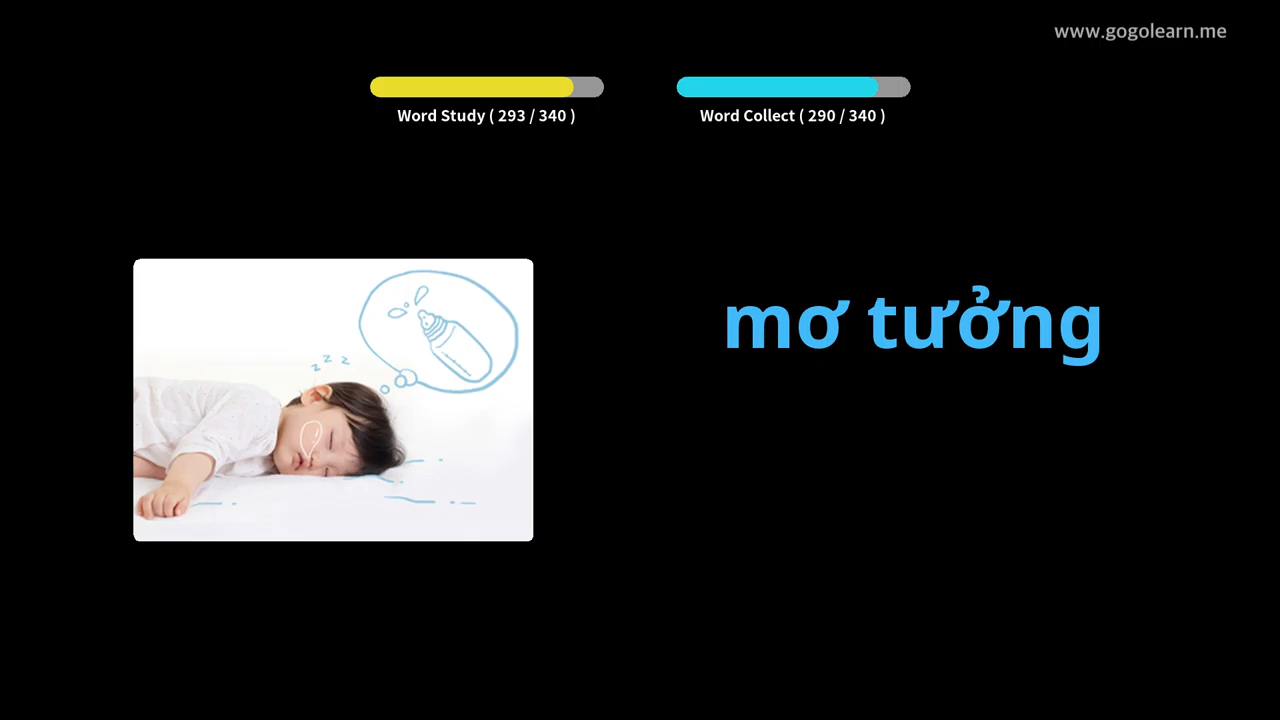 www.gogolearn.me
Word Study ( 293 / 340 )
Word Collect ( 290 / 340 )
z z z
mơ tưởng